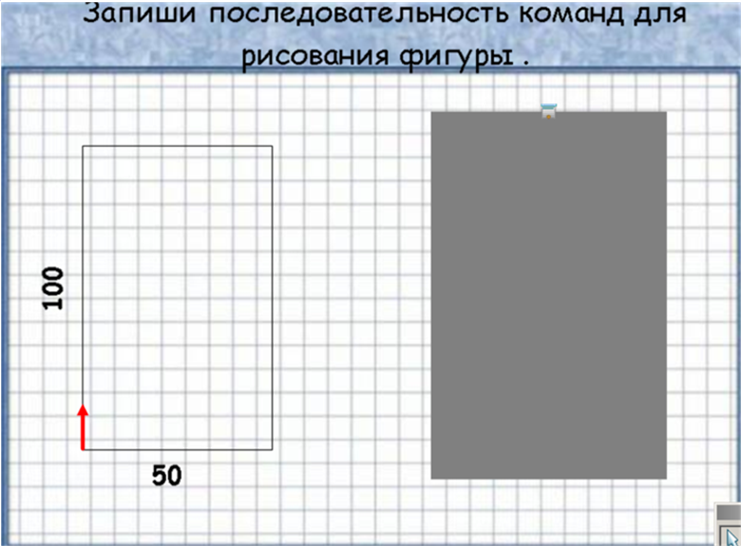 Запиши последовательность команд для
рисования фигуры .
100
50